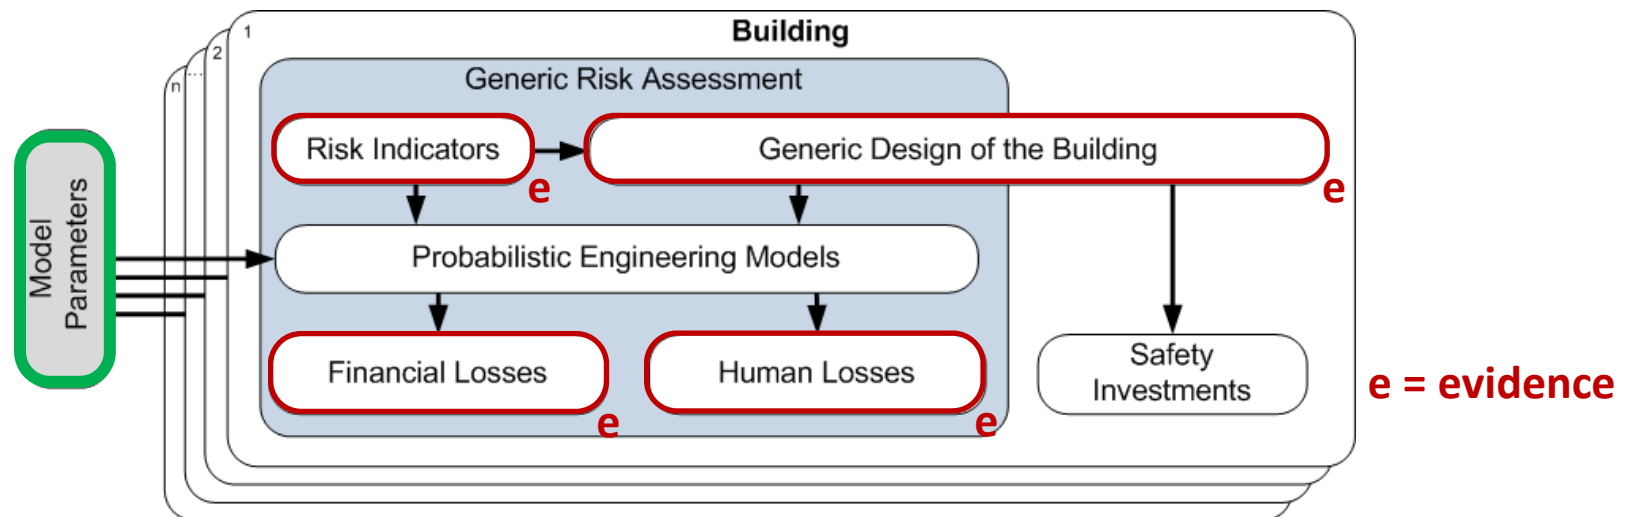 1
Building
2
...
n
Generic Risk Assessment
Risk Indicators
e
Generic Design of the Building
e
Model
Parameters
Probabilistic Engineering Models
Financial Losses
e
Human Losses
e
Safety
Investments
e = evidence